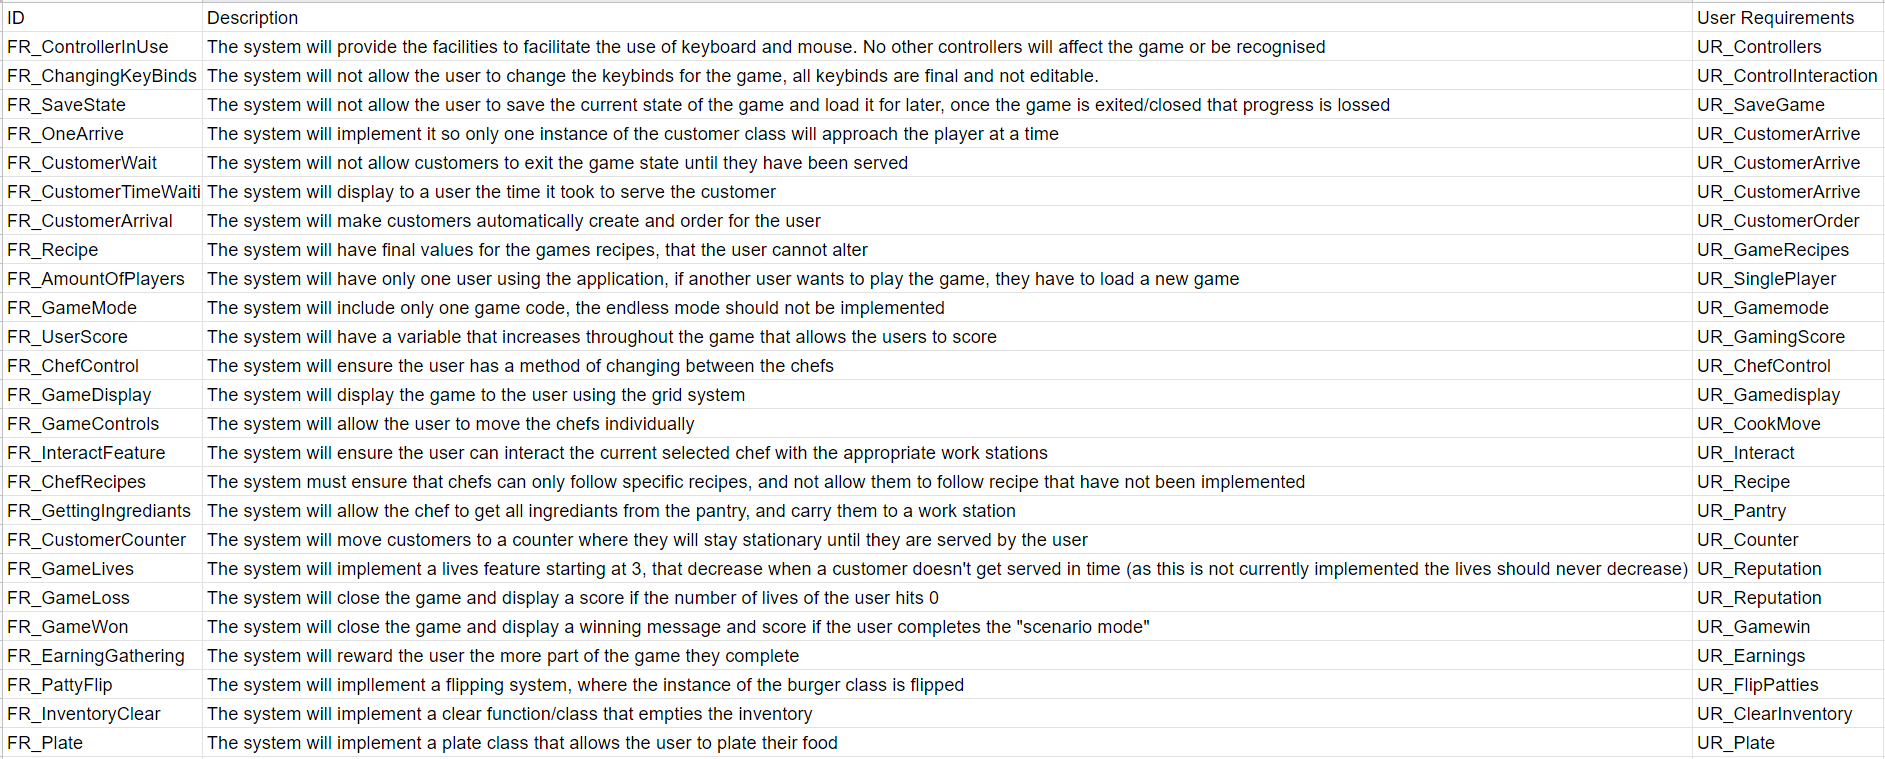 ID Description User Requirements
FR_ControllerInUse The system will provide the facilities to facilitate the use of keyboard and mouse. No other controllers will affect the game or be recognised UR_Controllers
FR_ChangingKeyBinds The system will not allow the user to change the keybinds for the game, all keybinds are final and not editable. UR_ControlInteraction
FR_SaveState The system will not allow the user to save the current state of the game and load it for later, once the game is exited/closed that progress is lossed UR_SaveGame
FR_OneArrive The system will implement it so only one instance of the customer class will approach the player at a time UR_CustomerArrive
FR_CustomerWait The system will not allow customers to exit the game state until they have been served UR_CustomerArrive
FR_CustomerTimeWaiti The system will display to a user the time it took to serve the customer UR_CustomerArrive
FR_CustomerArrival The system will make customers automatically create and order for the user UR_CustomerOrder
FR_Recipe The system will have final values for the games recipes, that the user cannot alter UR_GameRecipes
FR_AmountOfPlayers The system will have only one user using the application, if another user wants to play the game, they have to load a new game UR_SinglePlayer
FR_GameMode The system will include only one game code, the endless mode should not be implemented UR_Gamemode
FR_UserScore The system will have a variable that increases throughout the game that allows the users to score UR_GamingScore
FR_ChefControl The system will ensure the user has a method of changing between the chefs UR_ChefControl
FR_GameDisplay The system will display the game to the user using the grid system UR_Gamedisplay
FR_GameControls The system will allow the user to move the chefs individually UR_CookMove
FR_InteractFeature The system will ensure the user can interact the current selected chef with the appropriate work stations UR_Interact
FR_ChefRecipes The system must ensure that chefs can only follow specific recipes, and not allow them to follow recipe that have not been implemented UR_Recipe
FR_GettingIngrediants The system will allow the chef to get all ingrediants from the pantry, and carry them to a work station UR_Pantry
FR_CustomerCounter The system will move customers to a counter where they will stay stationary until they are served by the user UR_Counter
FR_GameLives The system will implement a lives feature starting at 3, that decrease when a customer doesn't get served in time (as this is not currently implemented the lives should never decrease) UR_Reputation
FR_GameLoss The system will close the game and display a score if the number of lives of the user hits 0 UR_Reputation
FR_GameWon The system will close the game and display a winning message and score if the user completes the "scenario mode" UR_Gamewin
FR_EarningGathering The system will reward the user the more part of the game they complete UR_Earnings
FR_PattyFlip The system will impllement a flipping system, where the instance of the burger class is flipped UR_FlipPatties
FR_InventoryClear The system will implement a clear function/class that empties the inventory UR_ClearInventory
FR_Plate The system will implement a plate class that allows the user to plate their food UR_Plate